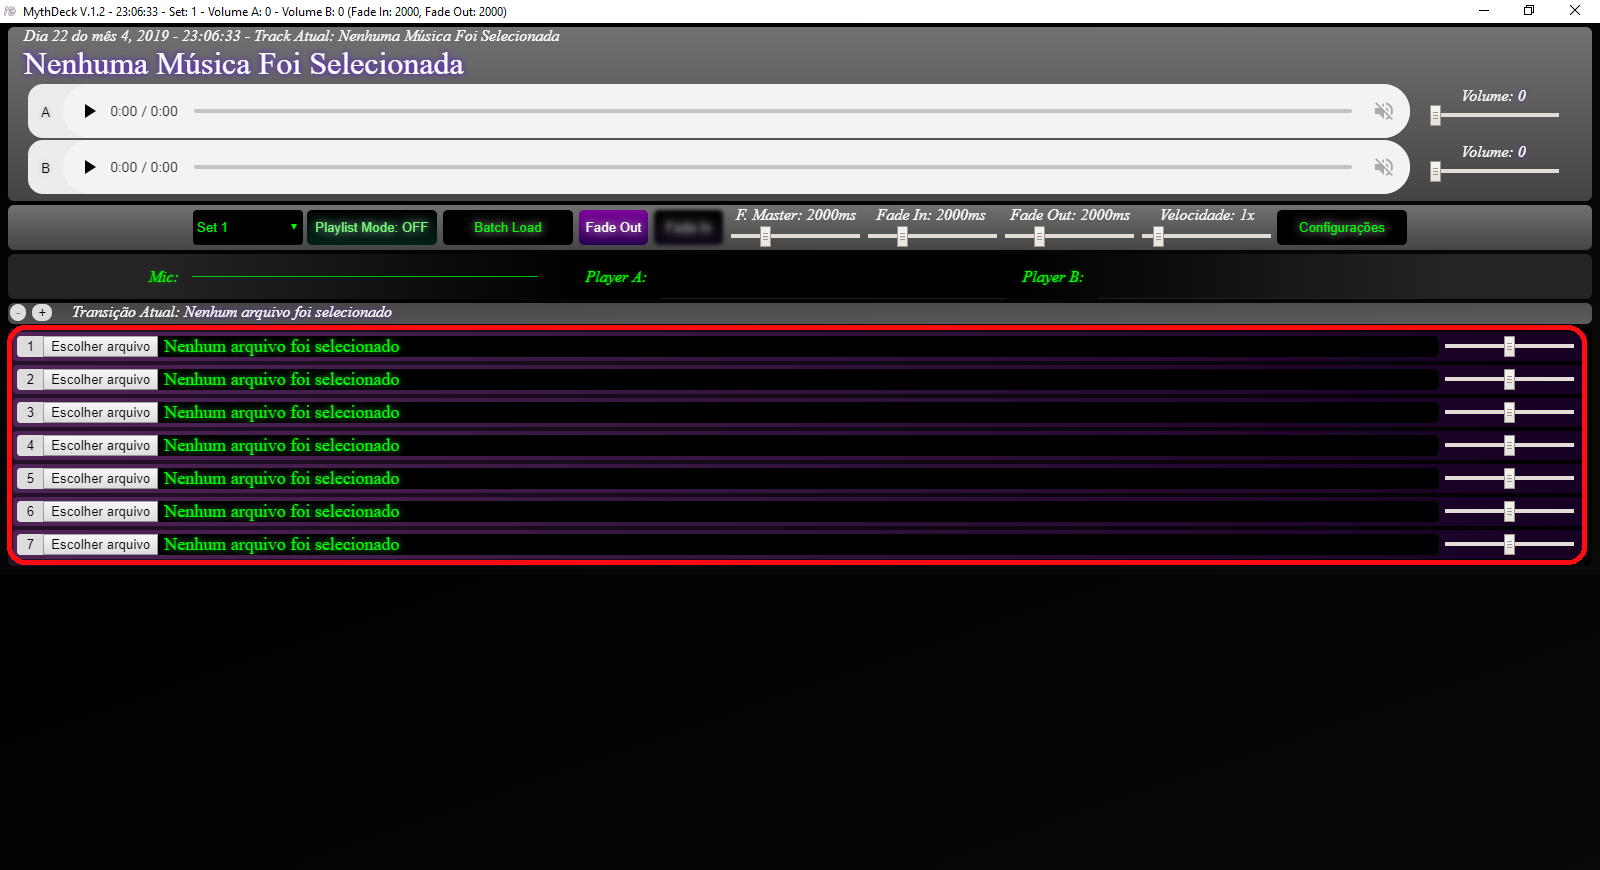 MythDeck V.1.2 - 23:06:33 - Set: 1 - Volume A: 0 - Volume B: 0 (Fade In: 2000, Fade Out: 2000)
Dia 22 do mês 4, 2019 - 23:06:33 - Track Atual: Nenhuma Música Foi Selecionada
Nenhuma Música Foi Selecionada
A 0:00 / 0:00 Volume: 0
B 0:00 / 0:00 Volume: 0
Set 1 Playlist Mode: OFF Batch Load Fade Out Fade In F. Master: 2000ms Fade In: 2000ms Fade Out: 2000ms Velocidade: 1x Configurações
Mic: Player A: Player B:
- + Transição Atual: Nenhum arquivo foi selecionado
1 Escolher arquivo Nenhum arquivo foi selecionado
2 Escolher arquivo Nenhum arquivo foi selecionado
3 Escolher arquivo Nenhum arquivo foi selecionado
4 Escolher arquivo Nenhum arquivo foi selecionado
5 Escolher arquivo Nenhum arquivo foi selecionado
6 Escolher arquivo Nenhum arquivo foi selecionado
7 Escolher arquivo Nenhum arquivo foi selecionado